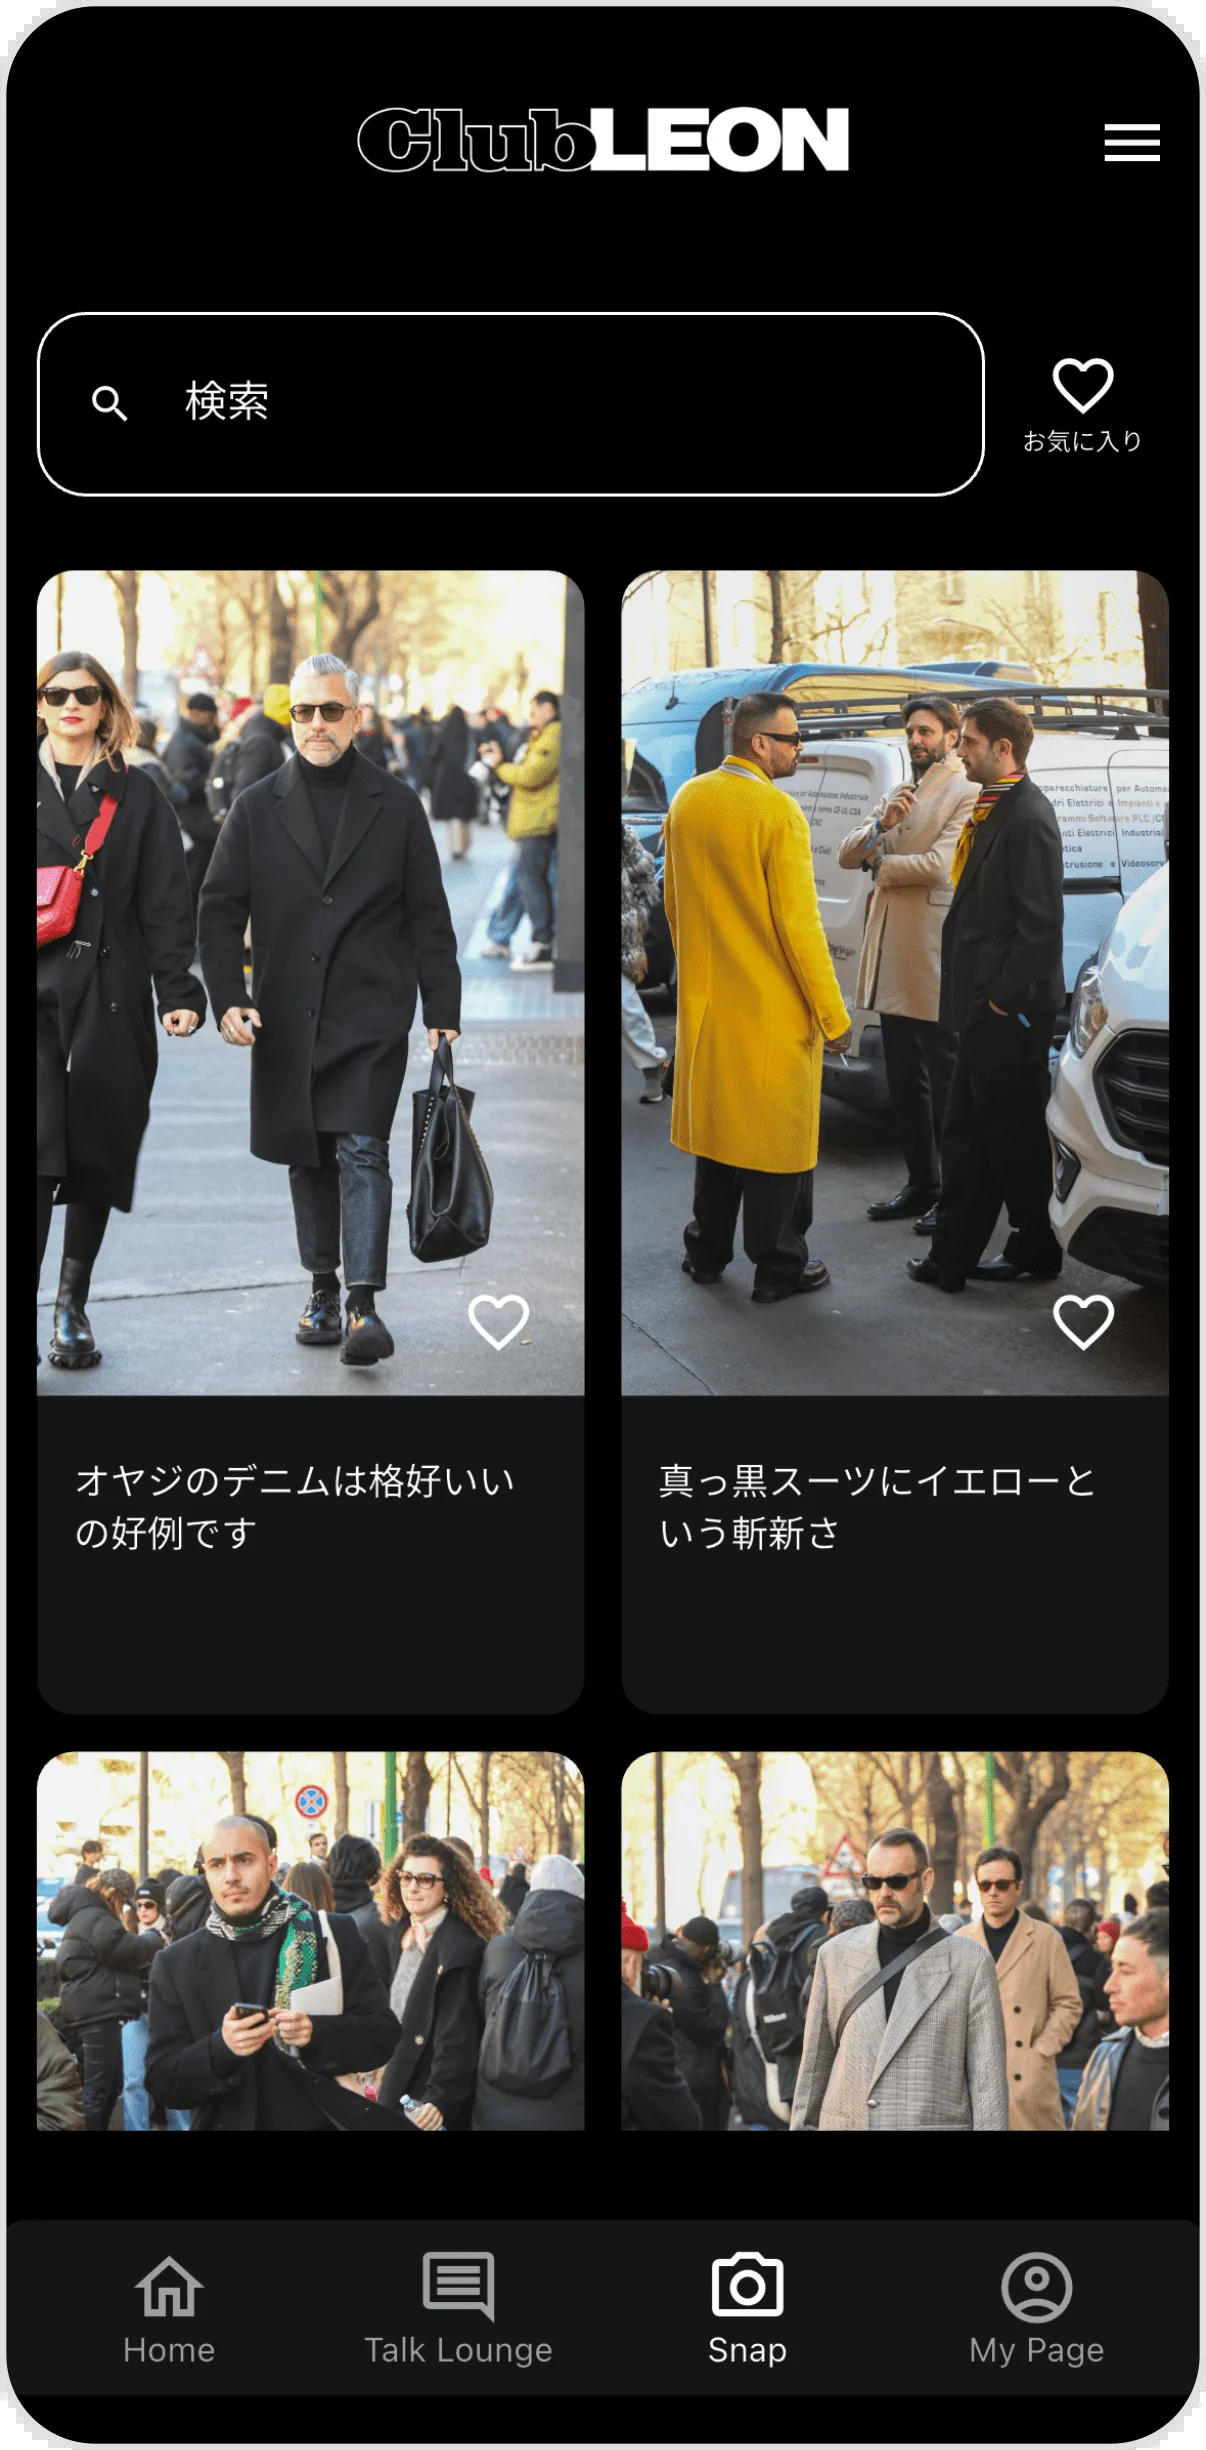 ClubLEON
検索
お気に入り
オヤジのデニムは格好いい
の好例です
真っ黒スーツにイエローと
いう斬新さ
Home
Talk Lounge
Snap
My Page